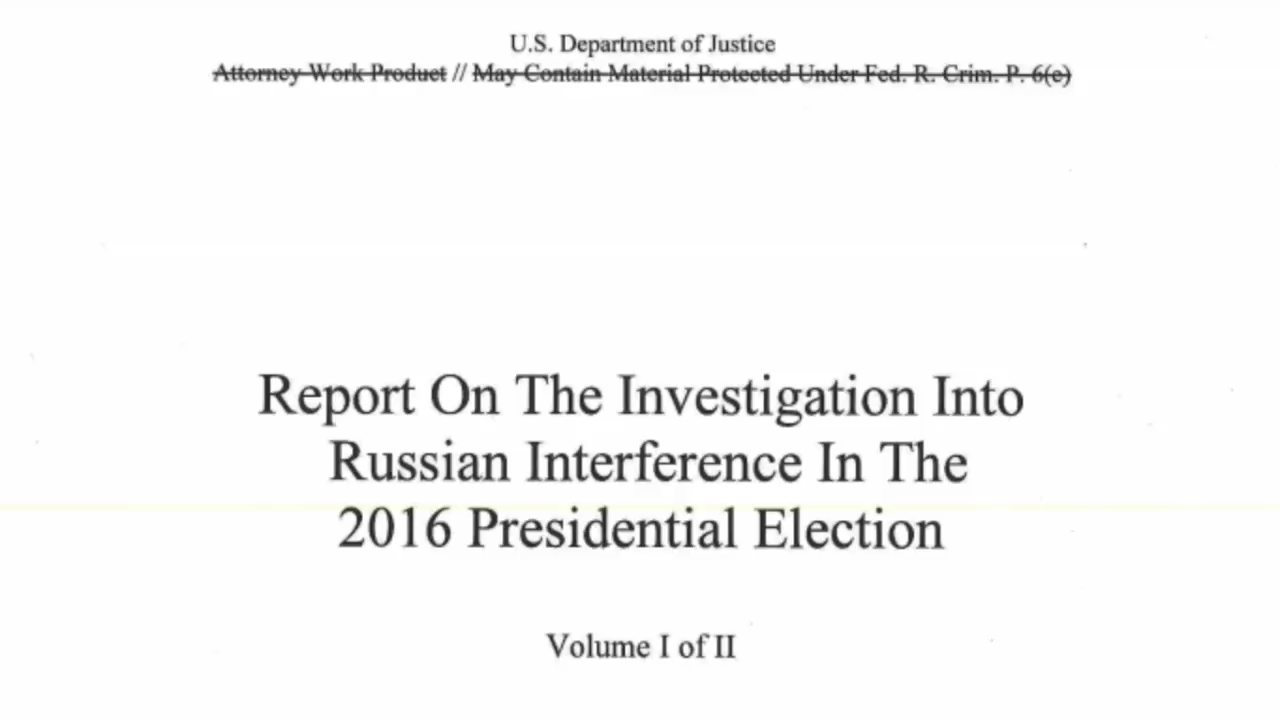 U.S. Department of Justice
Attorney Work Product // May Contain Material Protected Under Fed. R. Crim. P. 6(e)
Report On The Investigation Into
Russian Interference In The
2016 Presidential Election
Volume I of II